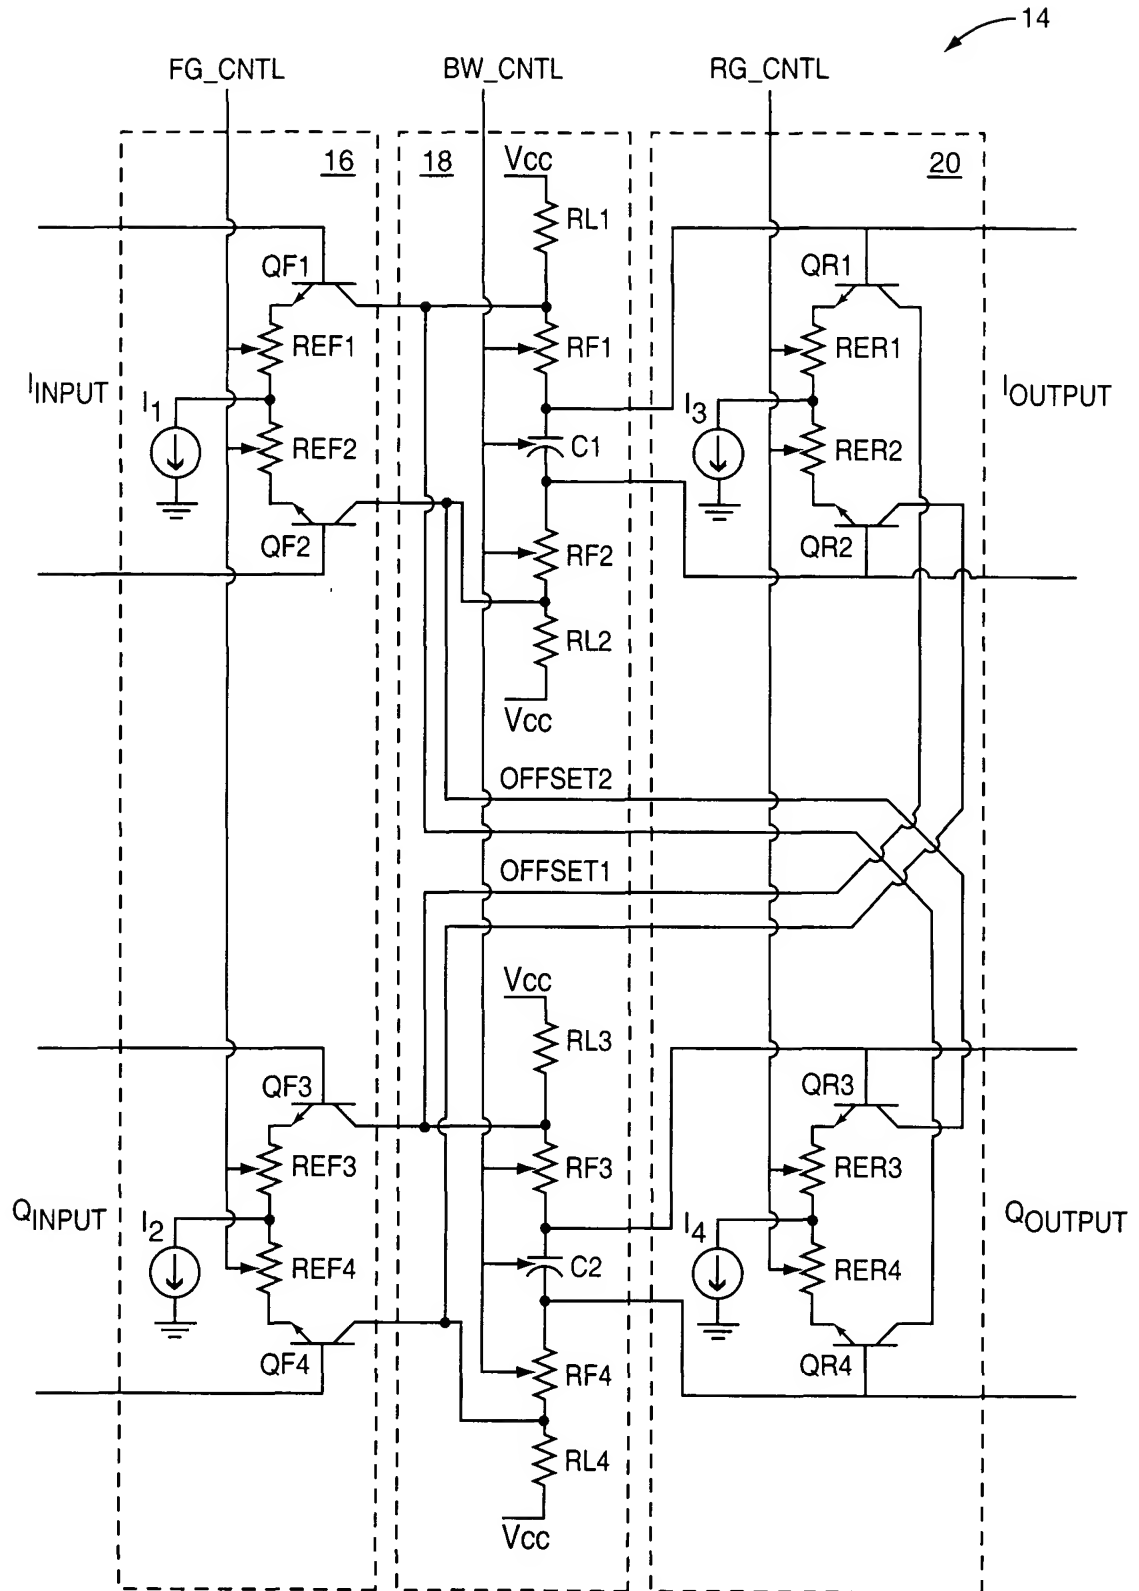 14
FG_CNTL BW_CNTL RG_CNTL
16 18 20
Vcc
RL1
QF1 QR1
REF1 RF1 RER1
IINPUT I1 I3 IOUTPUT
REF2 C1 RER2
QF2 RF2 QR2
RL2
Vcc
OFFSET2
OFFSET1
Vcc
RL3
QF3 QR3
REF3 RF3 RER3
QINPUT I2 I4 QOUTPUT
REF4 C2 RER4
QF4 RF4 QR4
RL4
Vcc